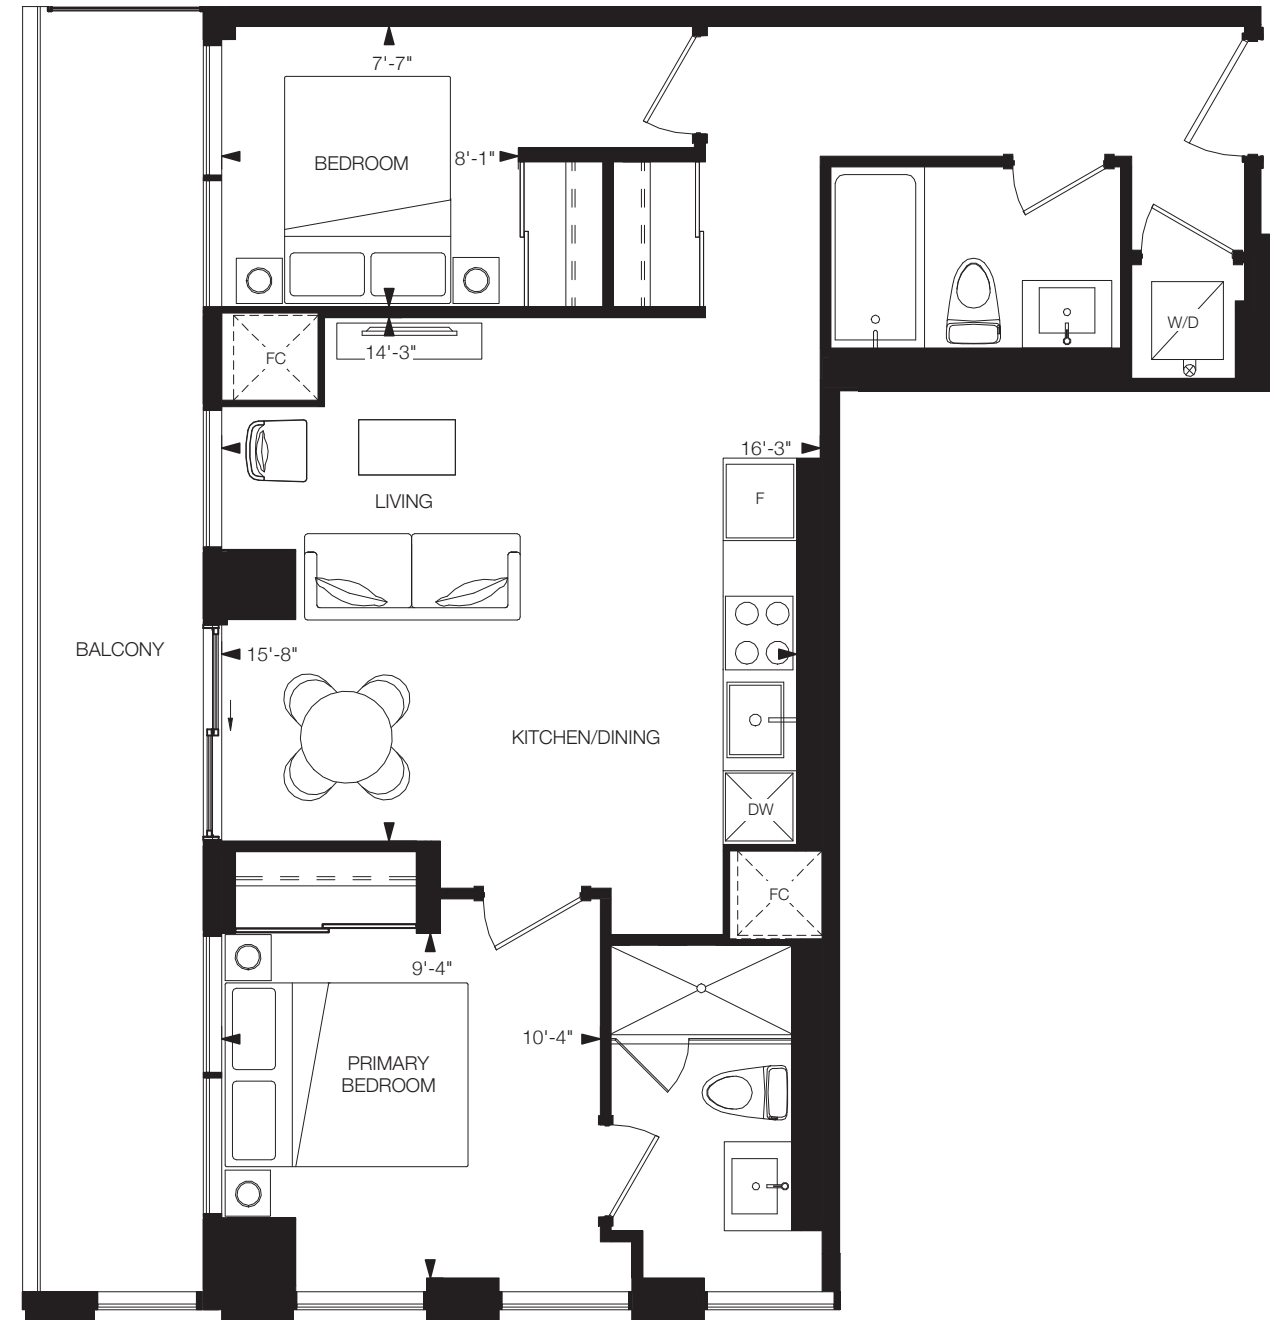 7'-7"
BEDROOM
8'-1"
W/D
FC
14'-3"
16'-3"
F
LIVING
BALCONY
15'-8"
KITCHEN/DINING
DW
FC
9'-4"
10'-4"
PRIMARY
BEDROOM